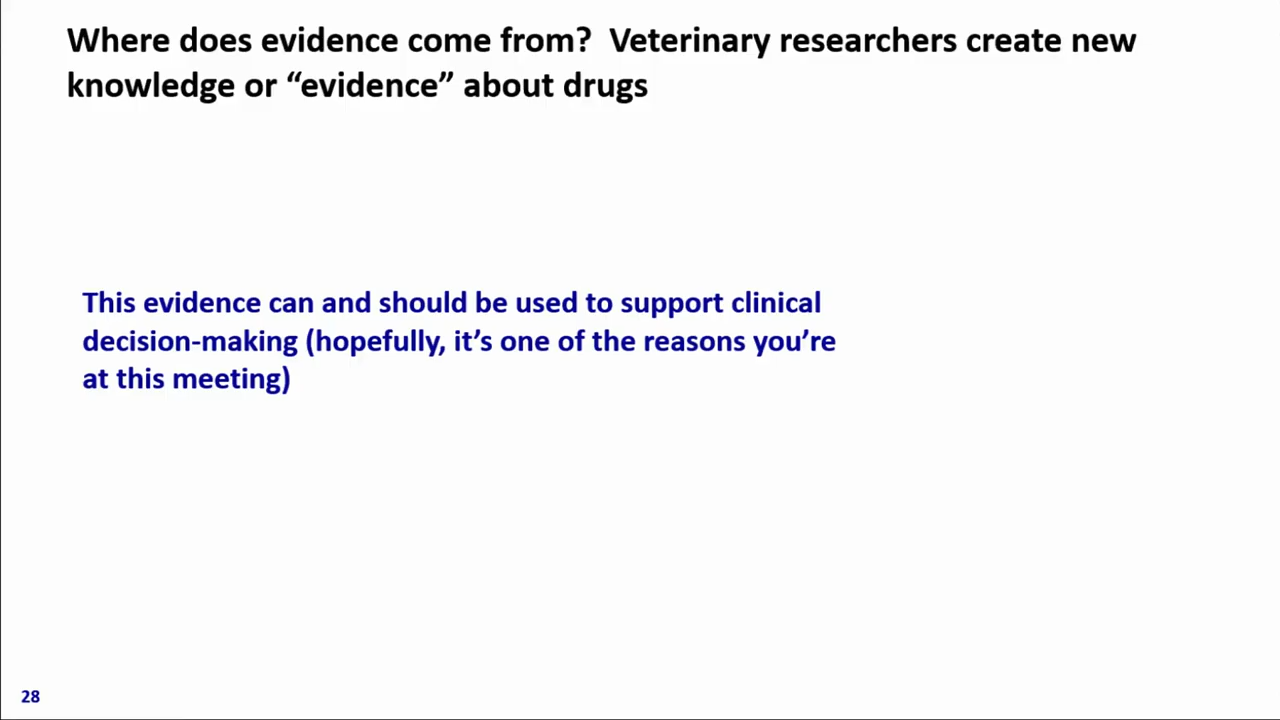 Where does evidence come from?  Veterinary researchers create new
knowledge or “evidence” about drugs
This evidence can and should be used to support clinical
decision-making (hopefully, it’s one of the reasons you’re
at this meeting)
28